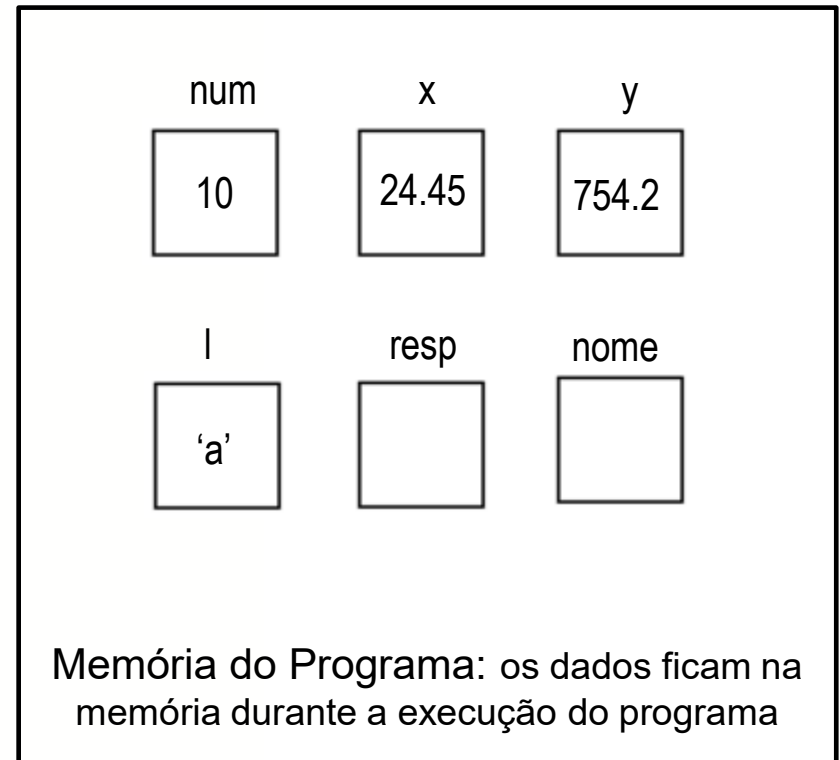 num x y
10 24.45 754.2
l resp nome
‘a’
Memória do Programa: os dados ficam na
memória durante a execução do programa